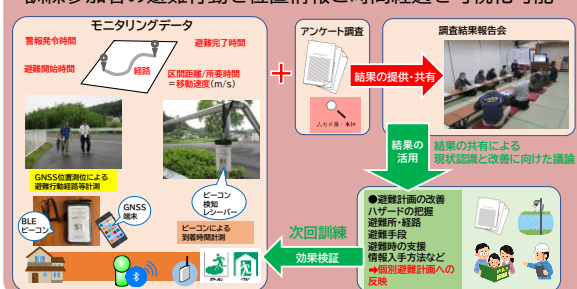 訓練参加者の避難行動を位置情報と時間経過で可視化可能
モニタリングデータ
警報発令時間
避難完了時間
避難開始時間
経路
区間距離/所要時間
＝移動速度(m/s)
GNSS位置測位による
避難行動経路等計測
ビーコン
検知
レシーバー
BLE
ビーコン
GNSS
端末
ビーコンによる
到着時間計測
アンケート調査
結果の提供・共有
調査結果報告会
結果の
活用
結果の共有による
現状認識と改善に向けた議論
●避難計画の改善
ハザードの把握
避難所・経路
避難手段
避難時の支援
情報入手方法など
➡個別避難計画への
反映
次回訓練
効果検証